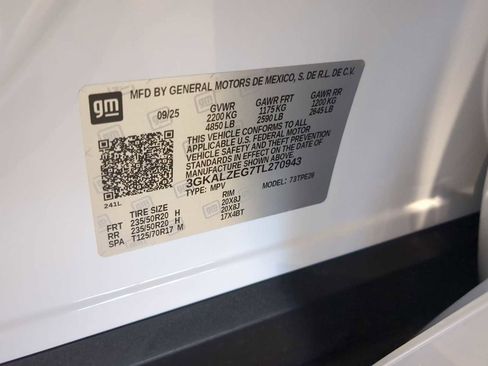 gm
MFD BY GENERAL MOTORS DE MEXICO, S. DE R.L. DE C.V.
09/25 GVWR GAWR FRT GAWR RR
2200 KG 1175 KG 1200 KG
4850 LB 2590 LB 2645 LB
THIS VEHICLE CONFORMS TO ALL
APPLICABLE U.S. FEDERAL MOTOR
VEHICLE SAFETY AND THEFT PREVENTION
STANDARDS IN EFFECT ON THE DATE OF
MANUFACTURE SHOWN ABOVE.
3GKALZEG7TL270943
TYPE: MPV MODEL: 73TPE26
241L
TIRE SIZE RIM
FRT 235/50R20 H 20X8J
RR 235/50R20 H 20X8J
SPA T125/70R17 M 17X4BT